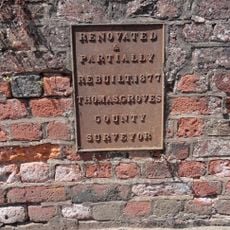 RENOVATED
&
PARTIALLY
REBUILT.1877
THOMAS GROVES
COUNTY
SURVEYOR